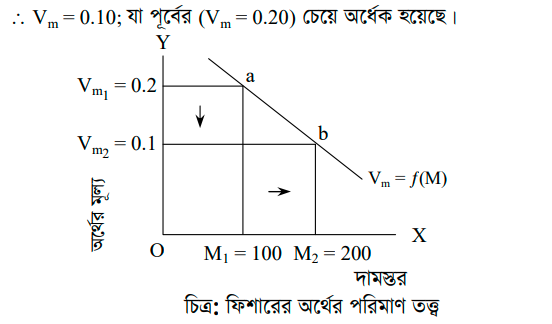 ∴ Vm = 0.10; যা পূর্বের (Vm = 0.20) চেয়ে অর্ধেক হয়েছে।
Y
Vm1 = 0.2
a
Vm2 = 0.1
b
Vm = f(M)
অর্থের মূল্য
O
M1 = 100 M2 = 200
X
দামস্তর
চিত্র: ফিশারের অর্থের পরিমাণ তত্ত্ব